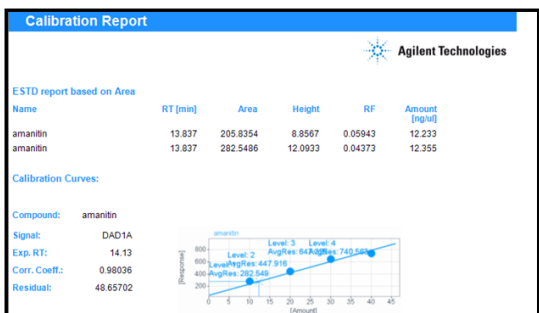 Calibration Report
Agilent Technologies
ESTD report based on Area
Name RT [min] Area Height RF Amount [ng/ul]
amanitin 13.837 205.8354 8.8567 0.05943 12.233
amanitin 13.837 282.5486 12.0933 0.04373 12.355
Calibration Curves:
Compound: amanitin
Signal: DAD1A
Exp. RT: 14.13
Corr. Coeff.: 0.98036
Residual: 48.65702
amanitin
[Response]
800
600
400
200
Level: 3 Level: 4
Level: 2 AvgRes: AvgRes: 740.
AvgRes: 447.916
AvgRes: 282.549
0 5 10 15 20 25 30 35 40 45
[Amount]